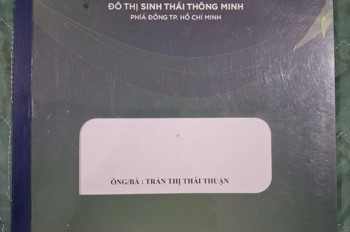 ĐÔ THỊ SINH THÁI THÔNG MINH
PHÍA ĐÔNG TP. HỒ CHÍ MINH
ÔNG/BÀ : TRẦN THỊ THÁI THUẬN